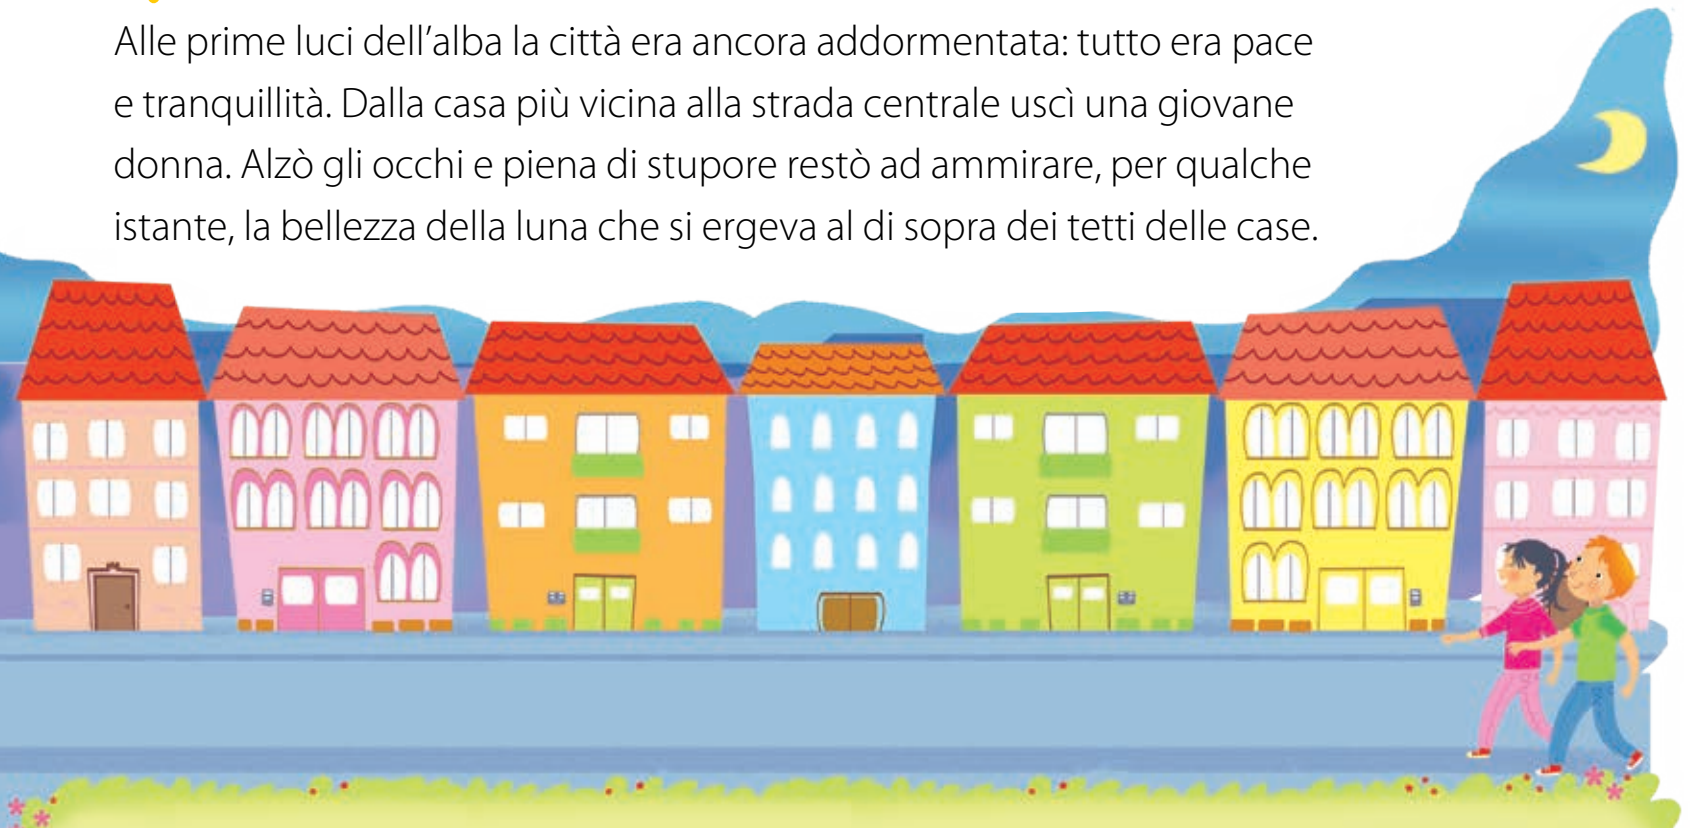 Alle prime luci dell’alba la città era ancora addormentata: tutto era pace
e tranquillità. Dalla casa più vicina alla strada centrale uscì una giovane
donna. Alzò gli occhi e piena di stupore restò ad ammirare, per qualche
istante, la bellezza della luna che si ergeva al di sopra dei tetti delle case.